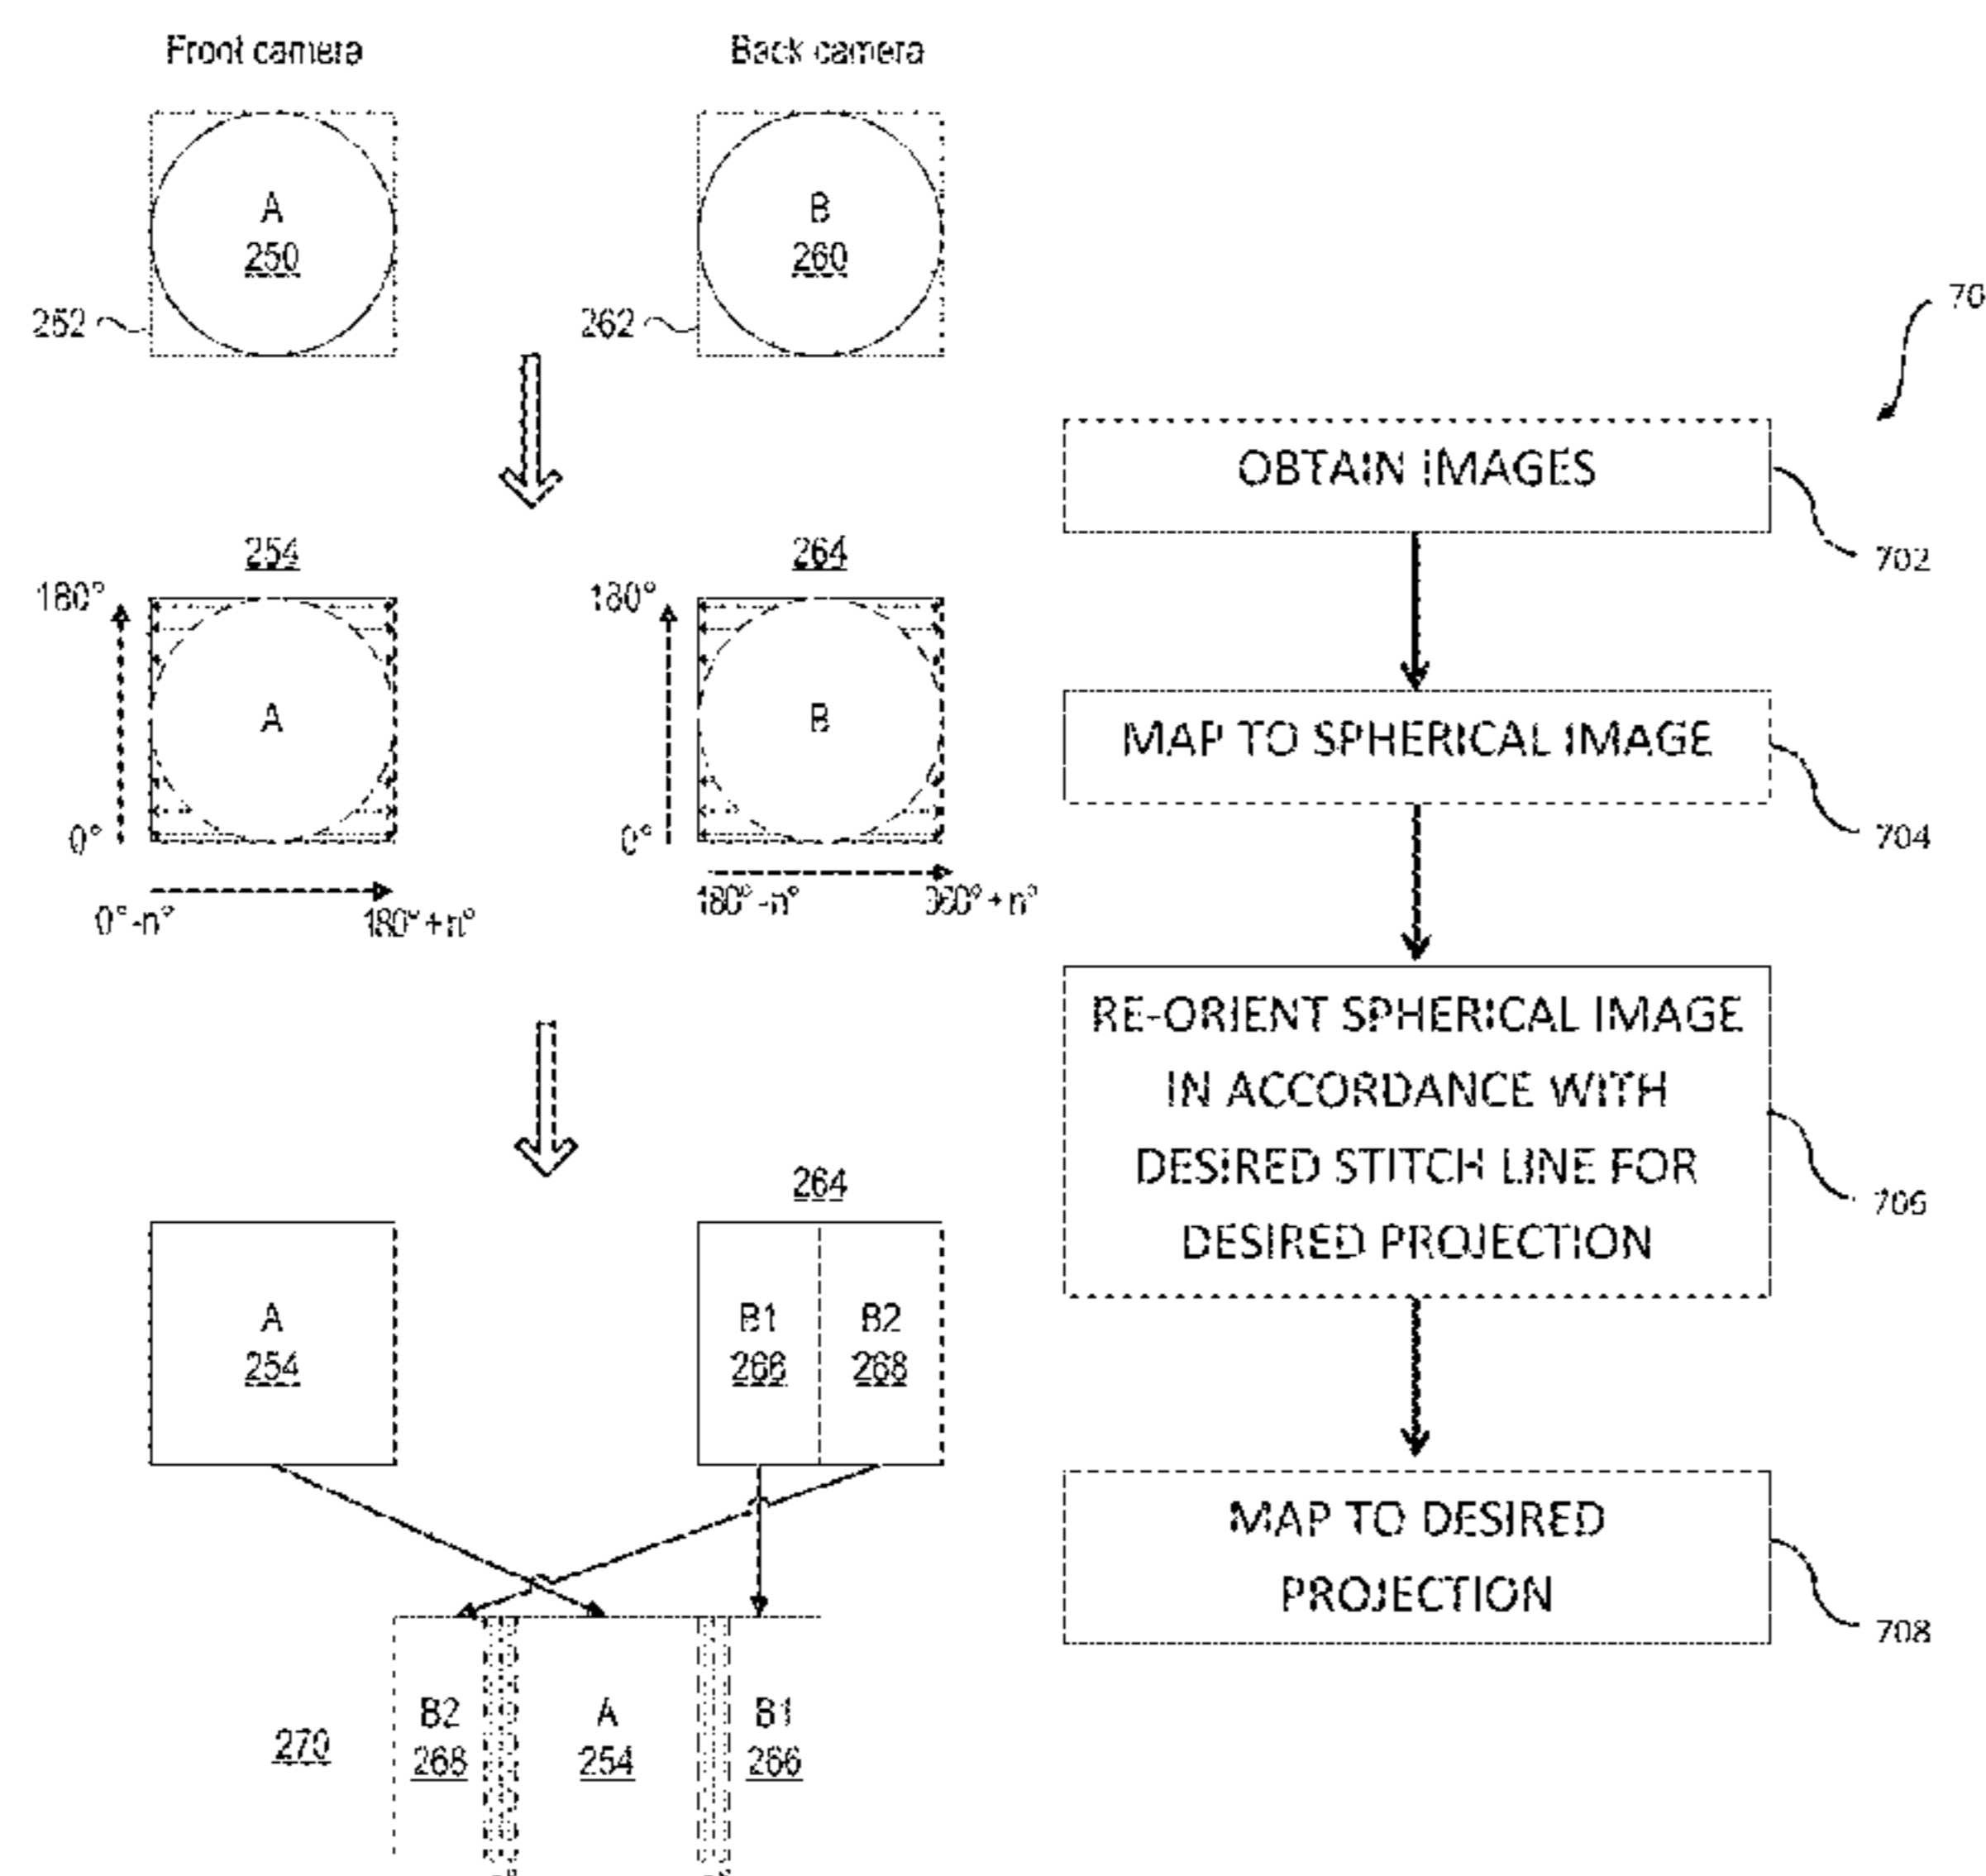 Front camera
Back camera
A
250
B
260
252
262
254
264
180°
180°
A
B
0°
0°
0°-n°
180°+n°
180°-n°
360°+n°
264
A
254
B1
266
B2
268
270
B2
268
A
254
B1
266
70
OBTAIN IMAGES
702
MAP TO SPHERICAL IMAGE
704
RE-ORIENT SPHERICAL IMAGE
IN ACCORDANCE WITH
DESIRED STITCH LINE FOR
DESIRED PROJECTION
706
MAP TO DESIRED
PROJECTION
708